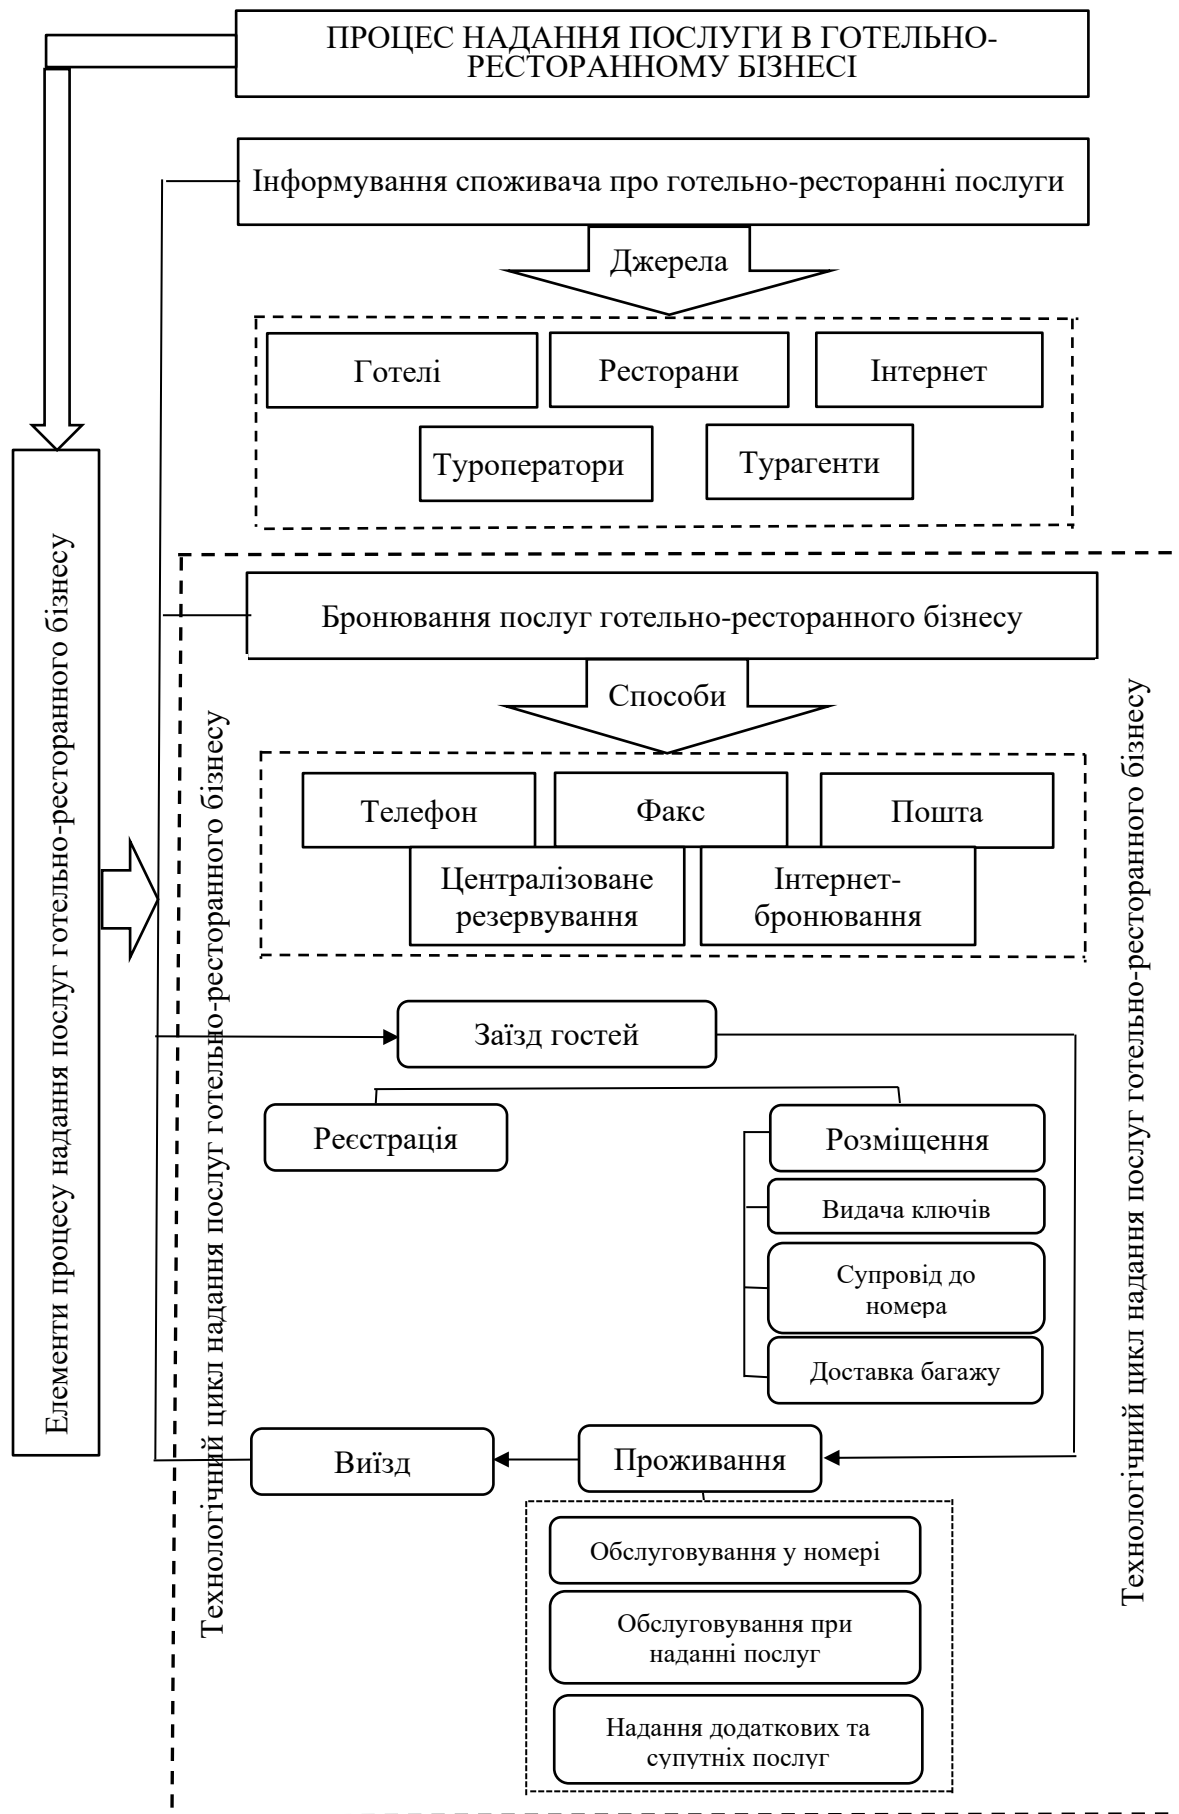 ПРОЦЕС НАДАННЯ ПОСЛУГИ В ГОТЕЛЬНО-
РЕСТОРАННОМУ БІЗНЕСІ
Інформування споживача про готельно-ресторанні послуги
Джерела
Готелі
Ресторани
Інтернет
Туроператори
Турагенти
Елементи процесу надання послуг готельно-ресторанного бізнесу
Технологічний цикл надання послуг готельно-ресторанного бізнесу
Бронювання послуг готельно-ресторанного бізнесу
Способи
Телефон
Факс
Пошта
Централізоване
резервування
Інтернет-
бронювання
Технологічний цикл надання послуг готельно-ресторанного бізнесу
Заїзд гостей
Реєстрація
Розміщення
Видача ключів
Супровід до
номера
Доставка багажу
Виїзд
Проживання
Обслуговування у номері
Обслуговування при
наданні послуг
Надання додаткових та
супутніх послуг